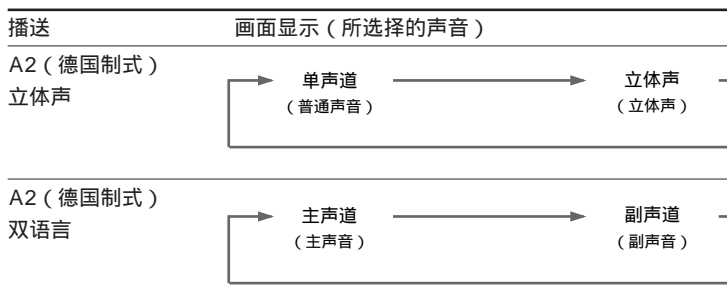 播送 画面显示（所选择的声音）
A2（德国制式）
立体声
单声道 立体声
（普通声音） （立体声）
A2（德国制式）
双语言
主声道 副声道
（主声音） （副声音）